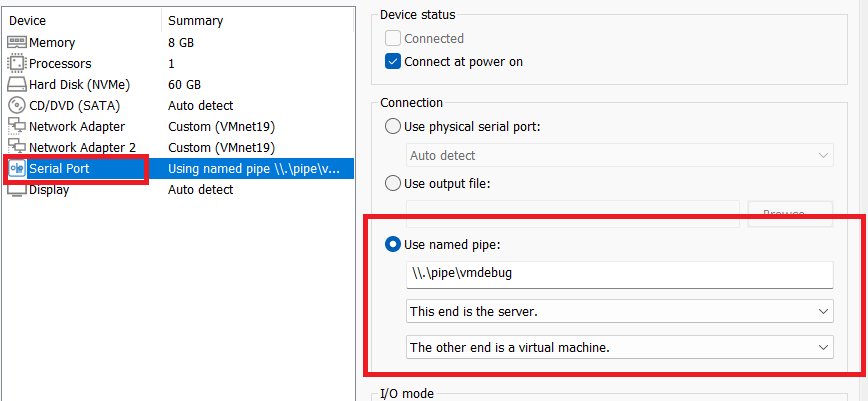 Device Summary
Memory 8 GB
Processors 1
Hard Disk (NVMe) 60 GB
CD/DVD (SATA) Auto detect
Network Adapter Custom (VMnet19)
Network Adapter 2 Custom (VMnet19)
Serial Port Using named pipe \\.\pipe\v...
Display Auto detect
Device status
Connected
Connect at power on
Connection
Use physical serial port:
Auto detect
Use output file:
Browse...
Use named pipe:
\\.\pipe\vmdebug
This end is the server.
The other end is a virtual machine.
I/O mode